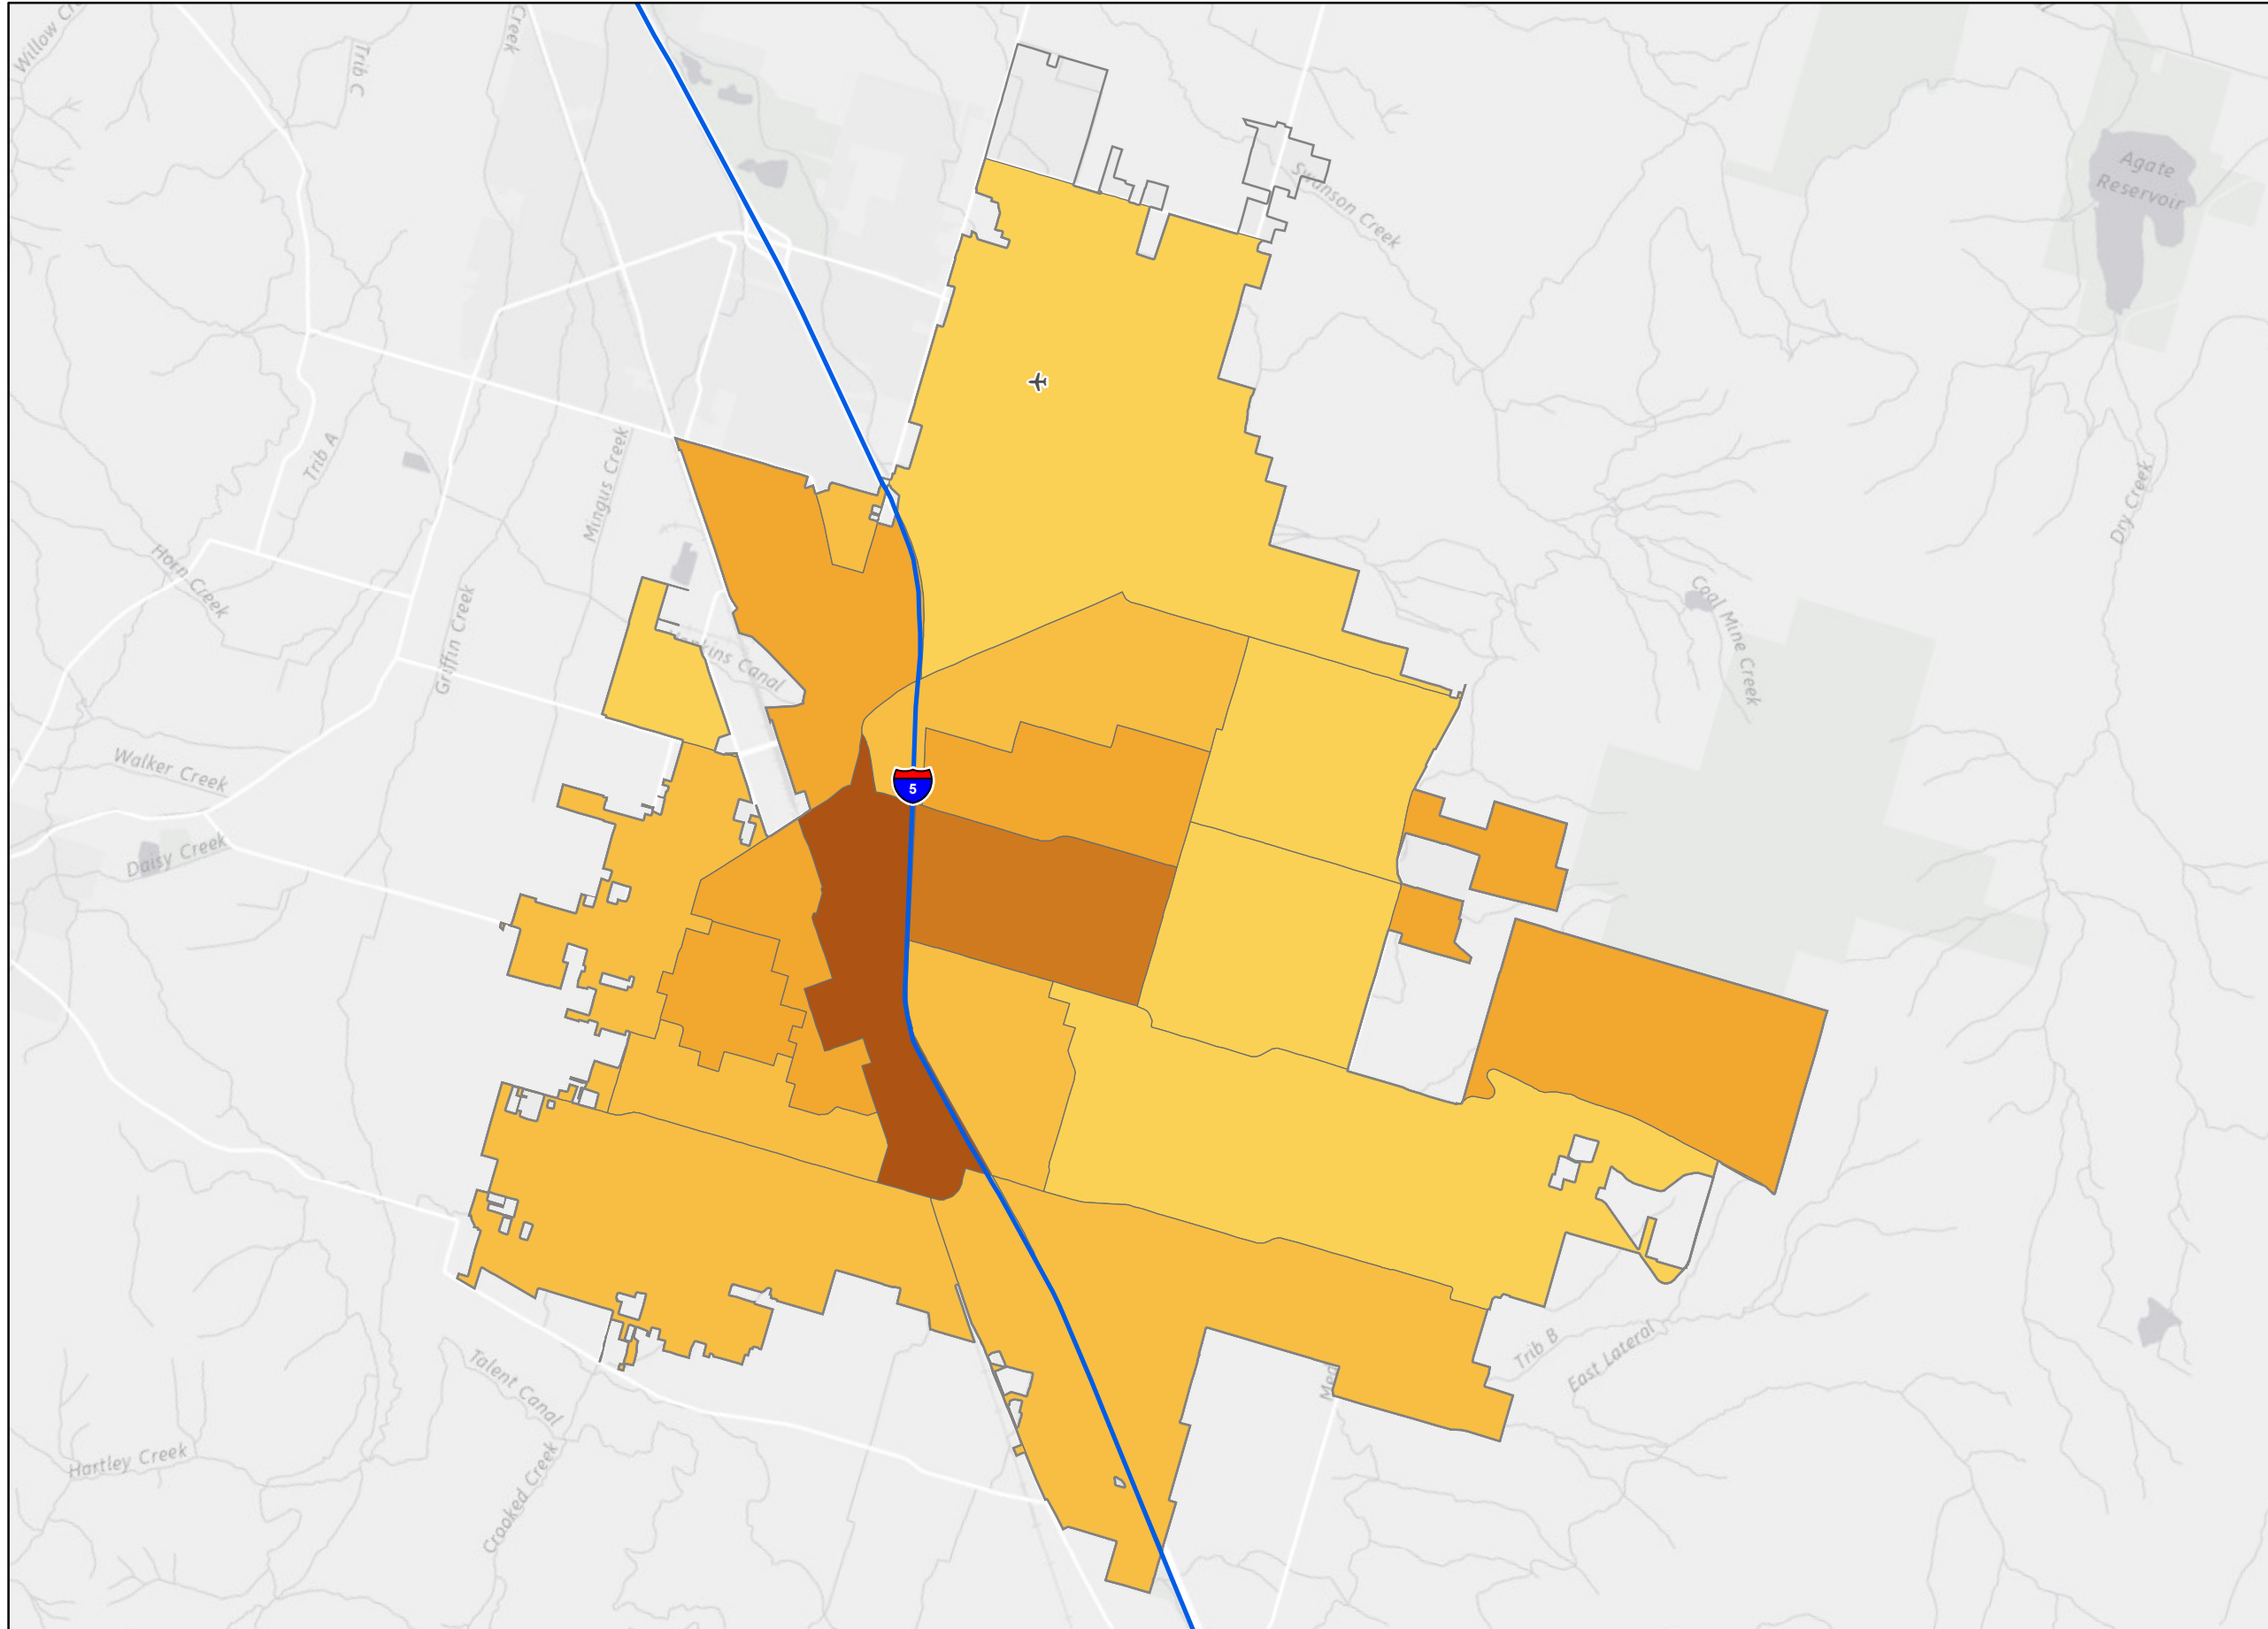 Willow Cr
Trib C
Creek
Agate
Reservoir
Swanson Creek
Trib A
Mingus Creek
Dry Creek
Horn Creek
Griffin Creek
Coal Mine Creek
Canal
Walker Creek
5
Daisy Creek
Trib B
East Lateral
Talent Canal
Hartley Creek
Crooked Creek